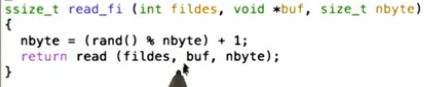 ssize_t read_fi (int fildes, void *buf, size_t nbyte)
{
nbyte = (rand() % nbyte) + 1;
return read (fildes, buf, nbyte);
}